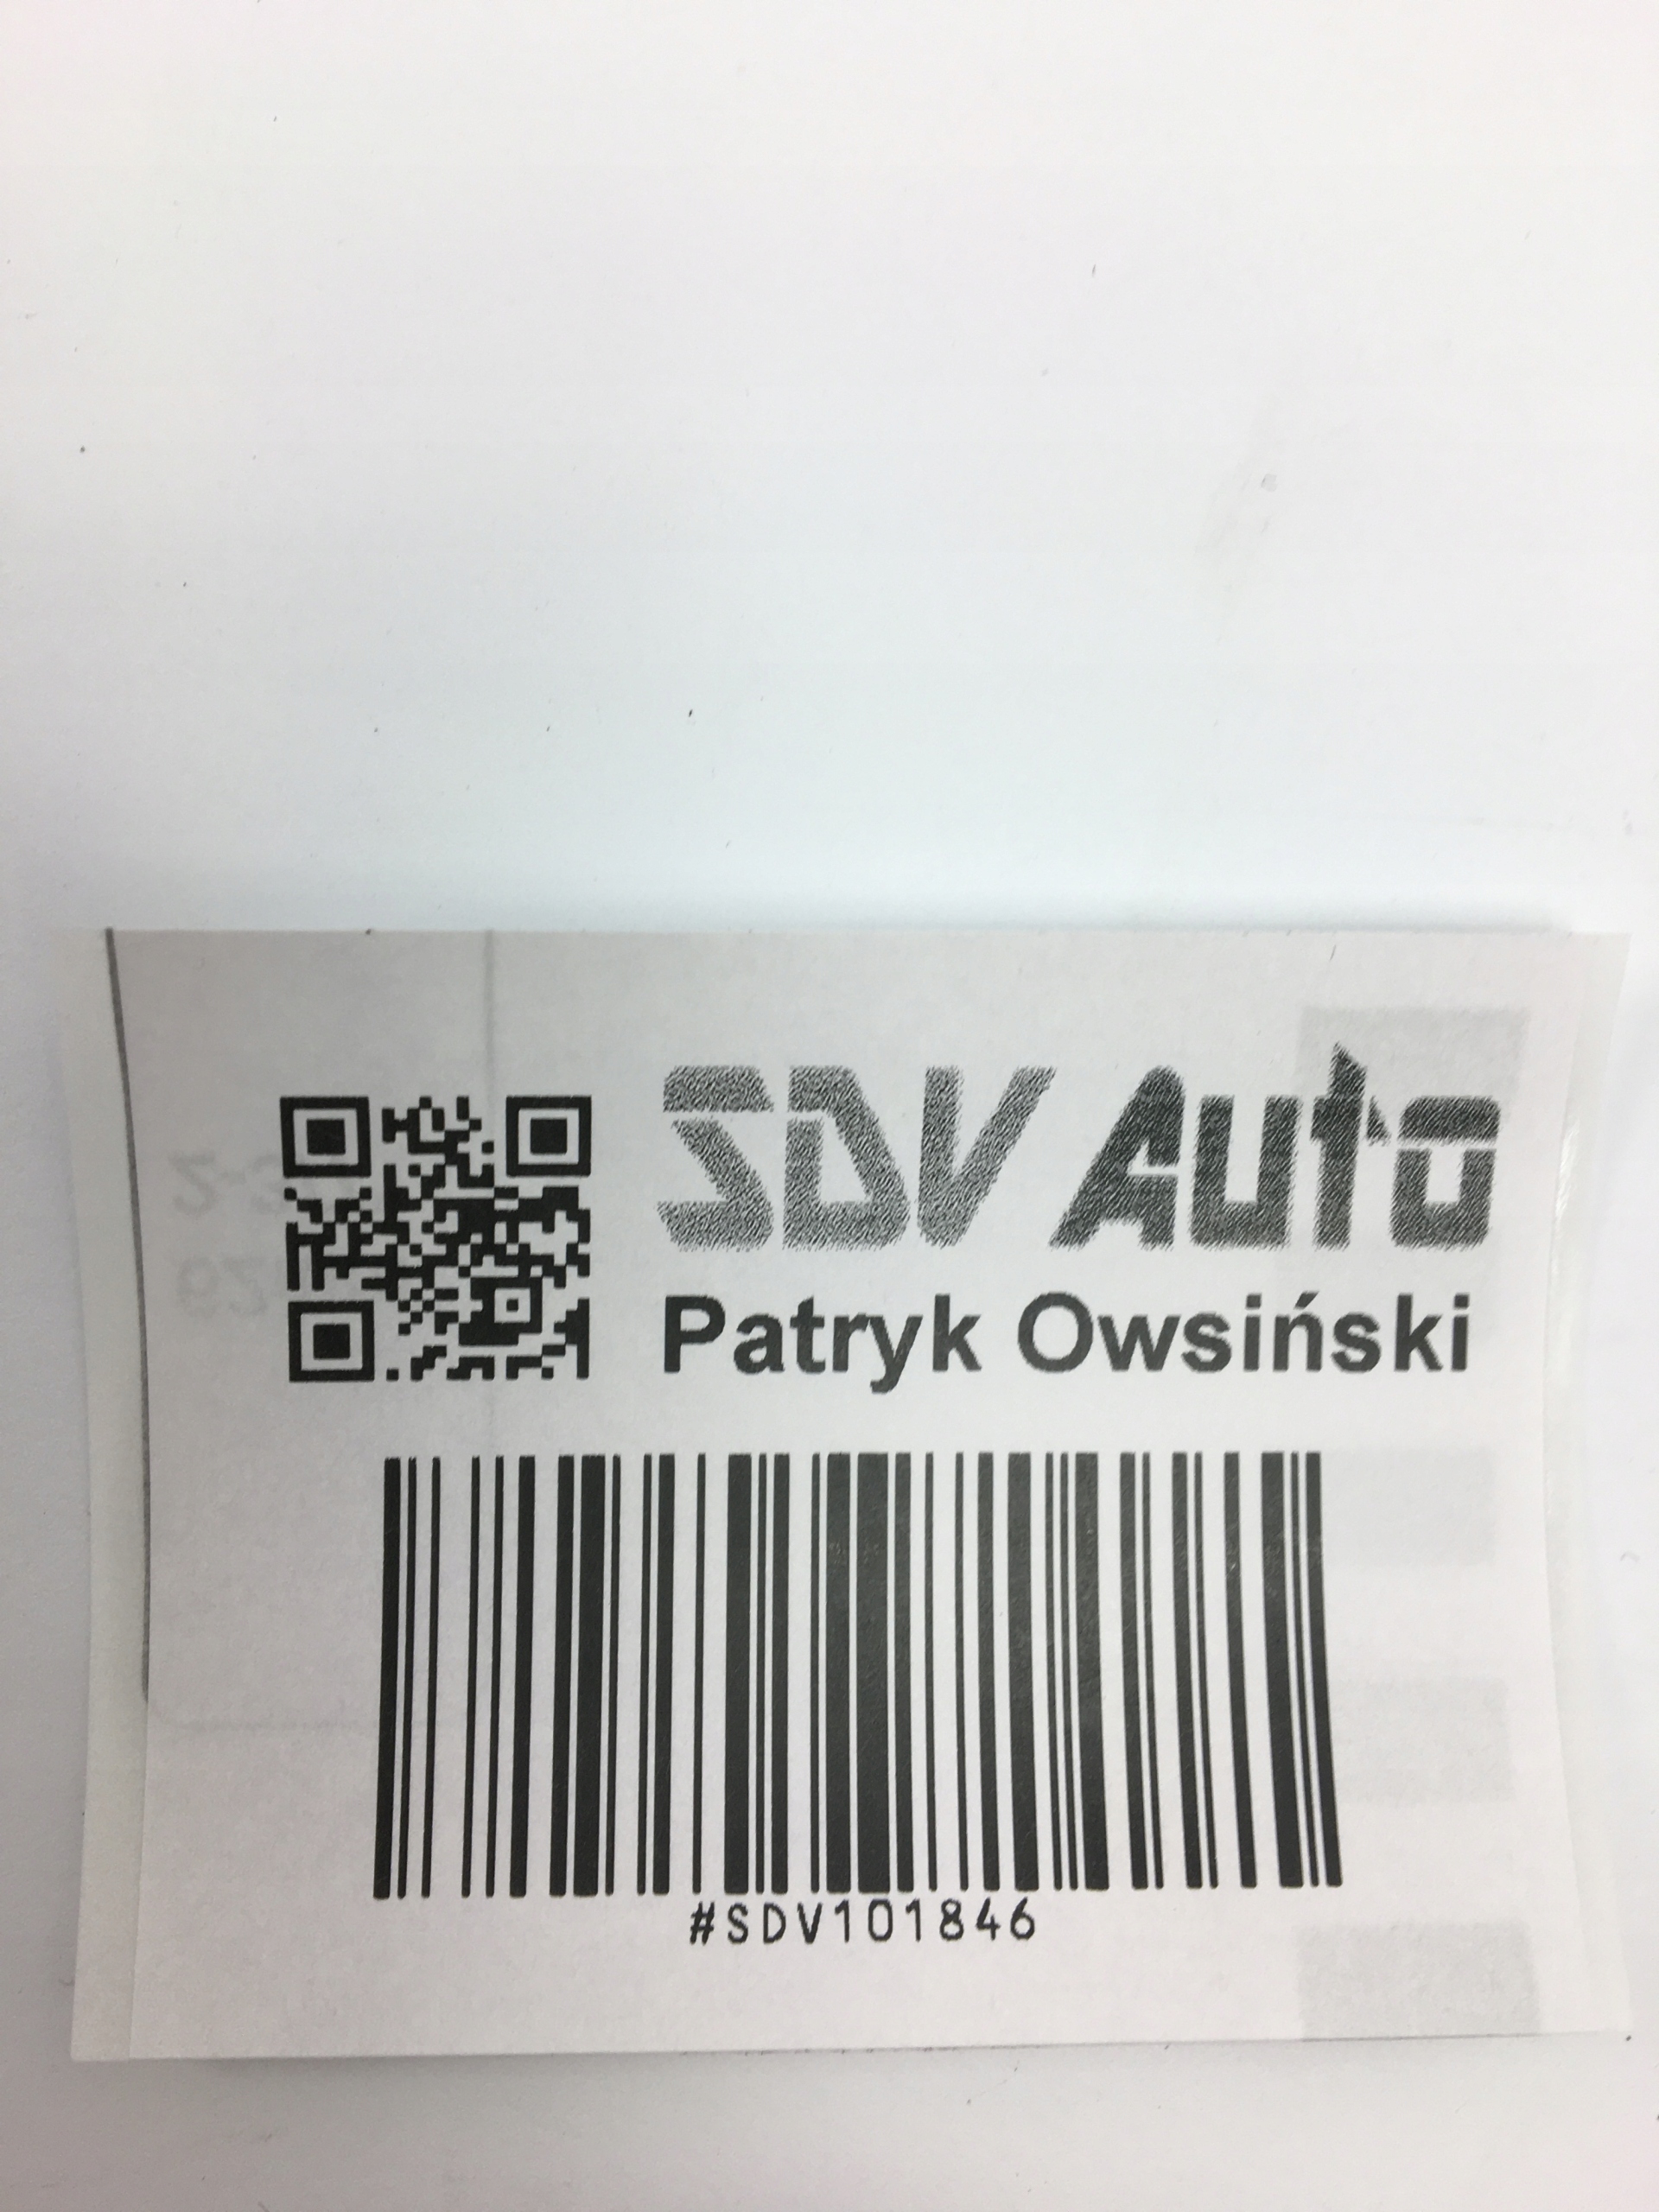 SDV Auto
Patryk Owsiński
#SDV101846